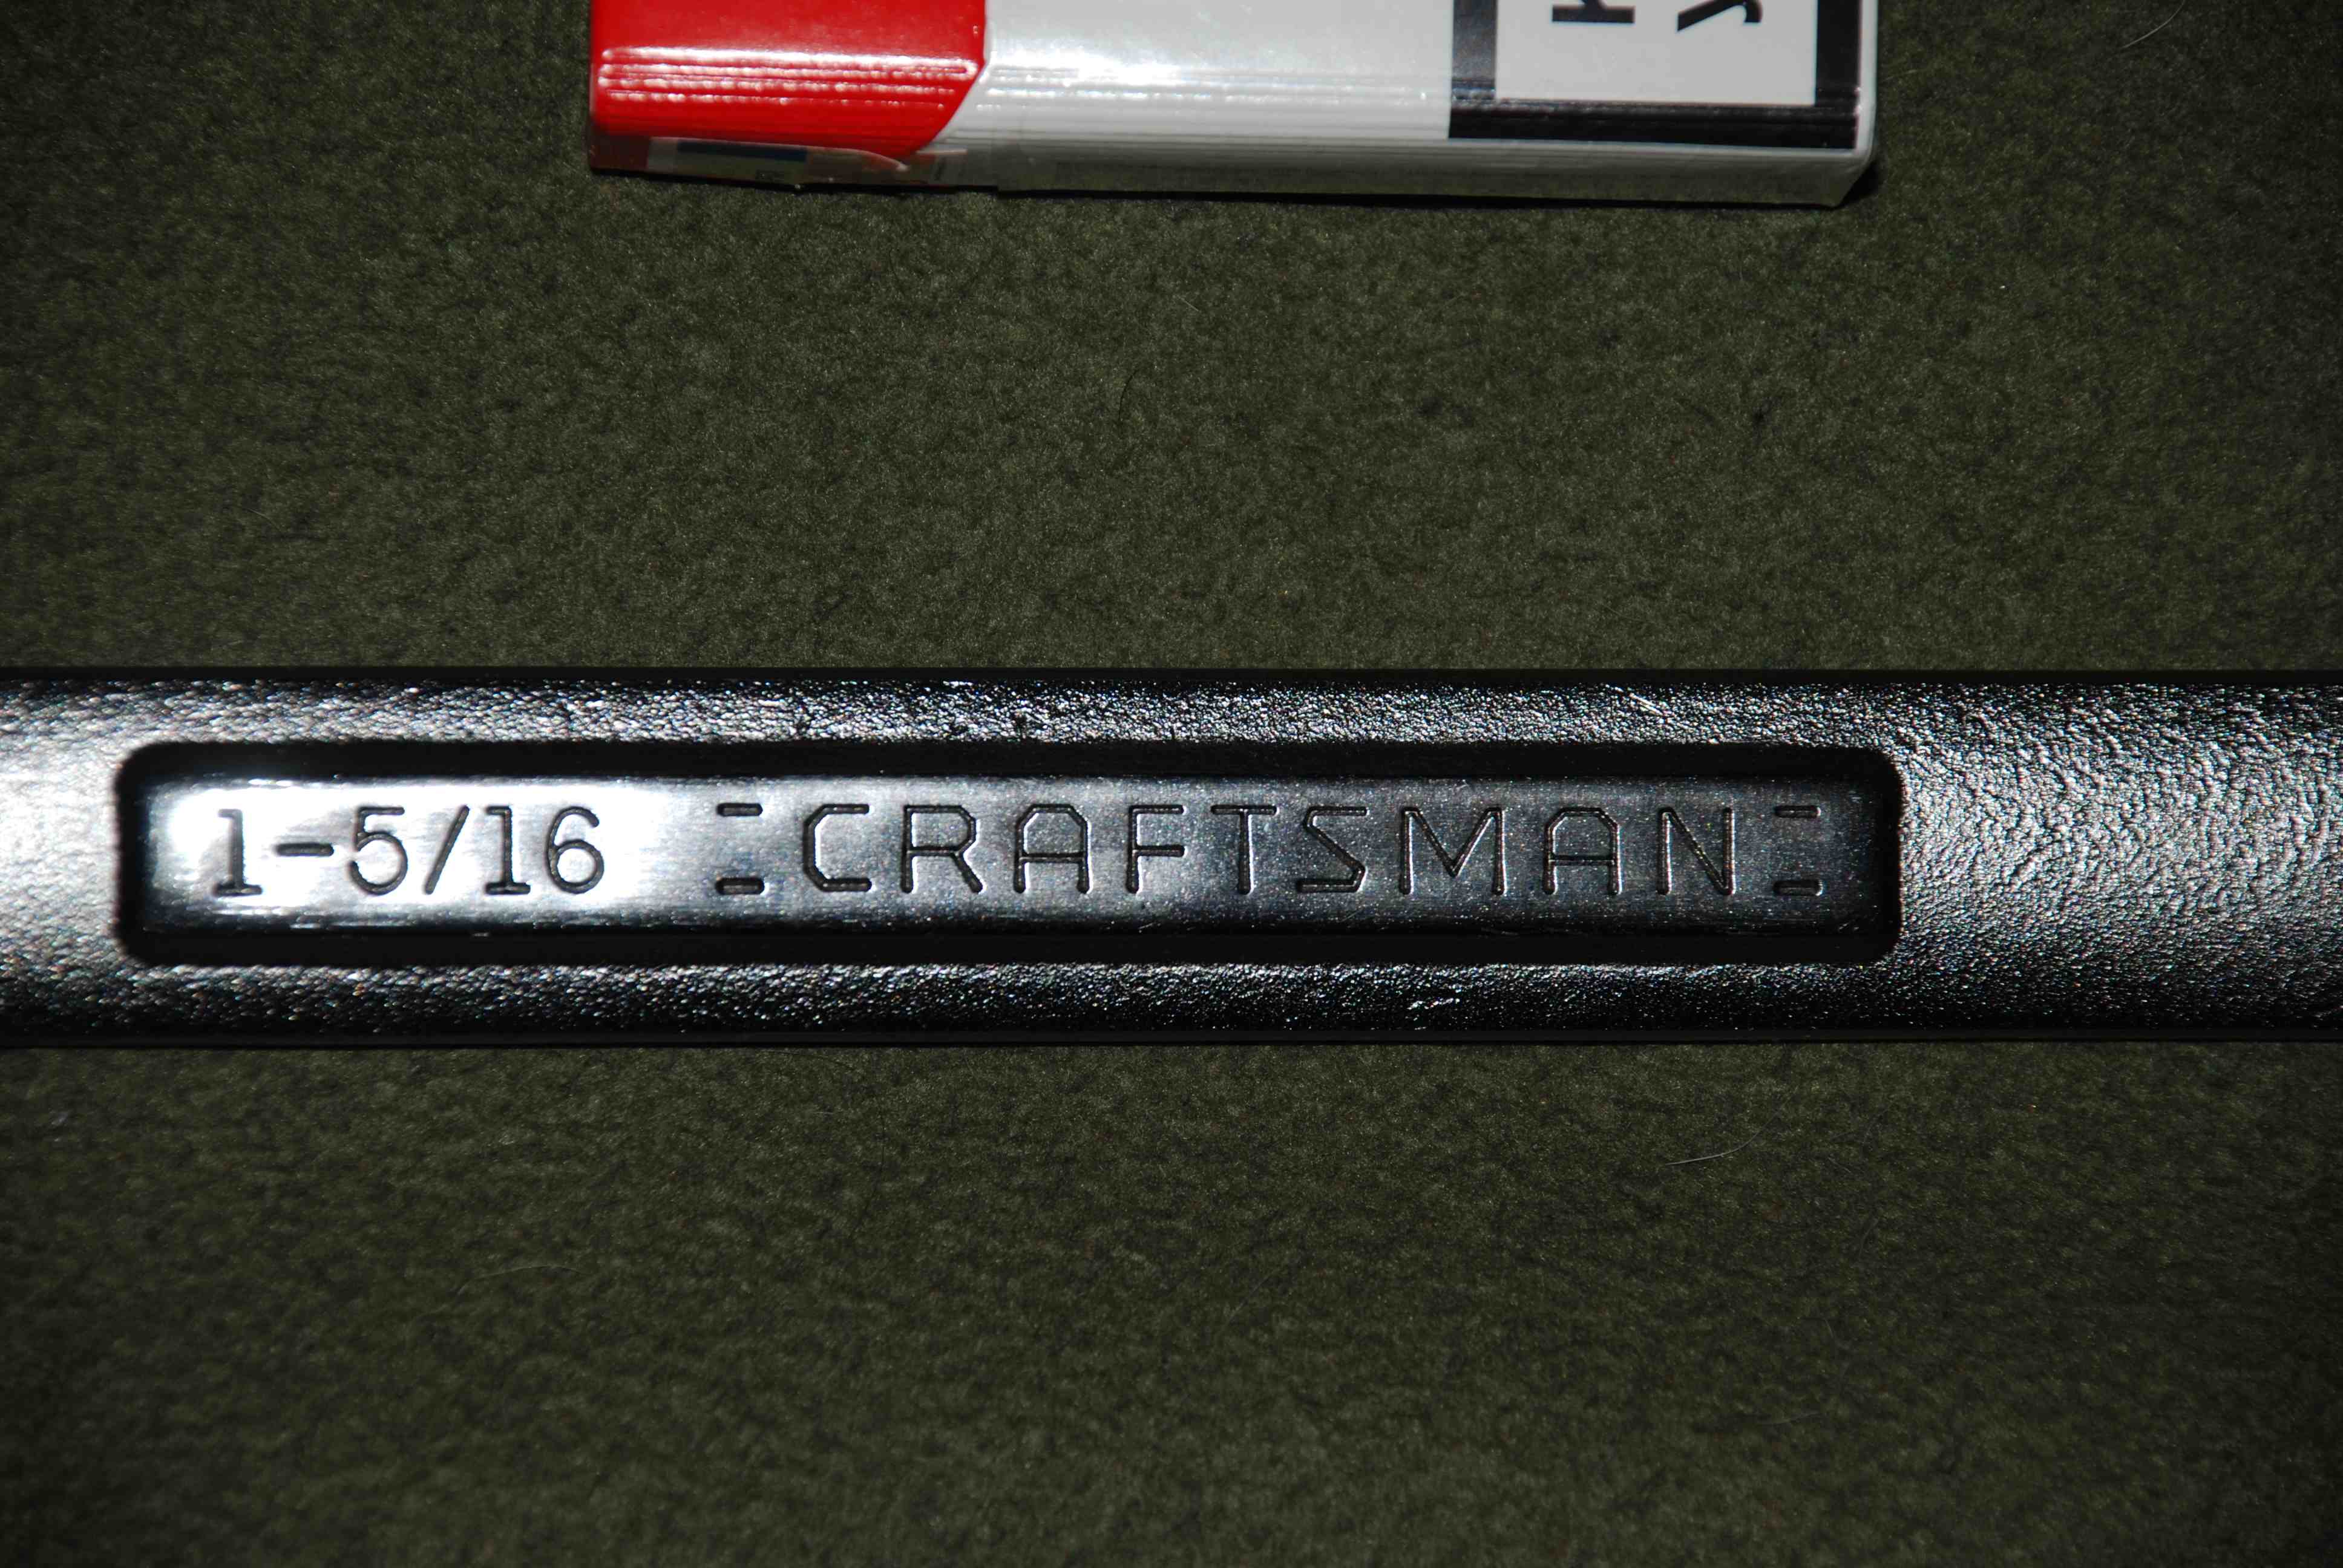 1-5/16 =CRAFTSMAN=